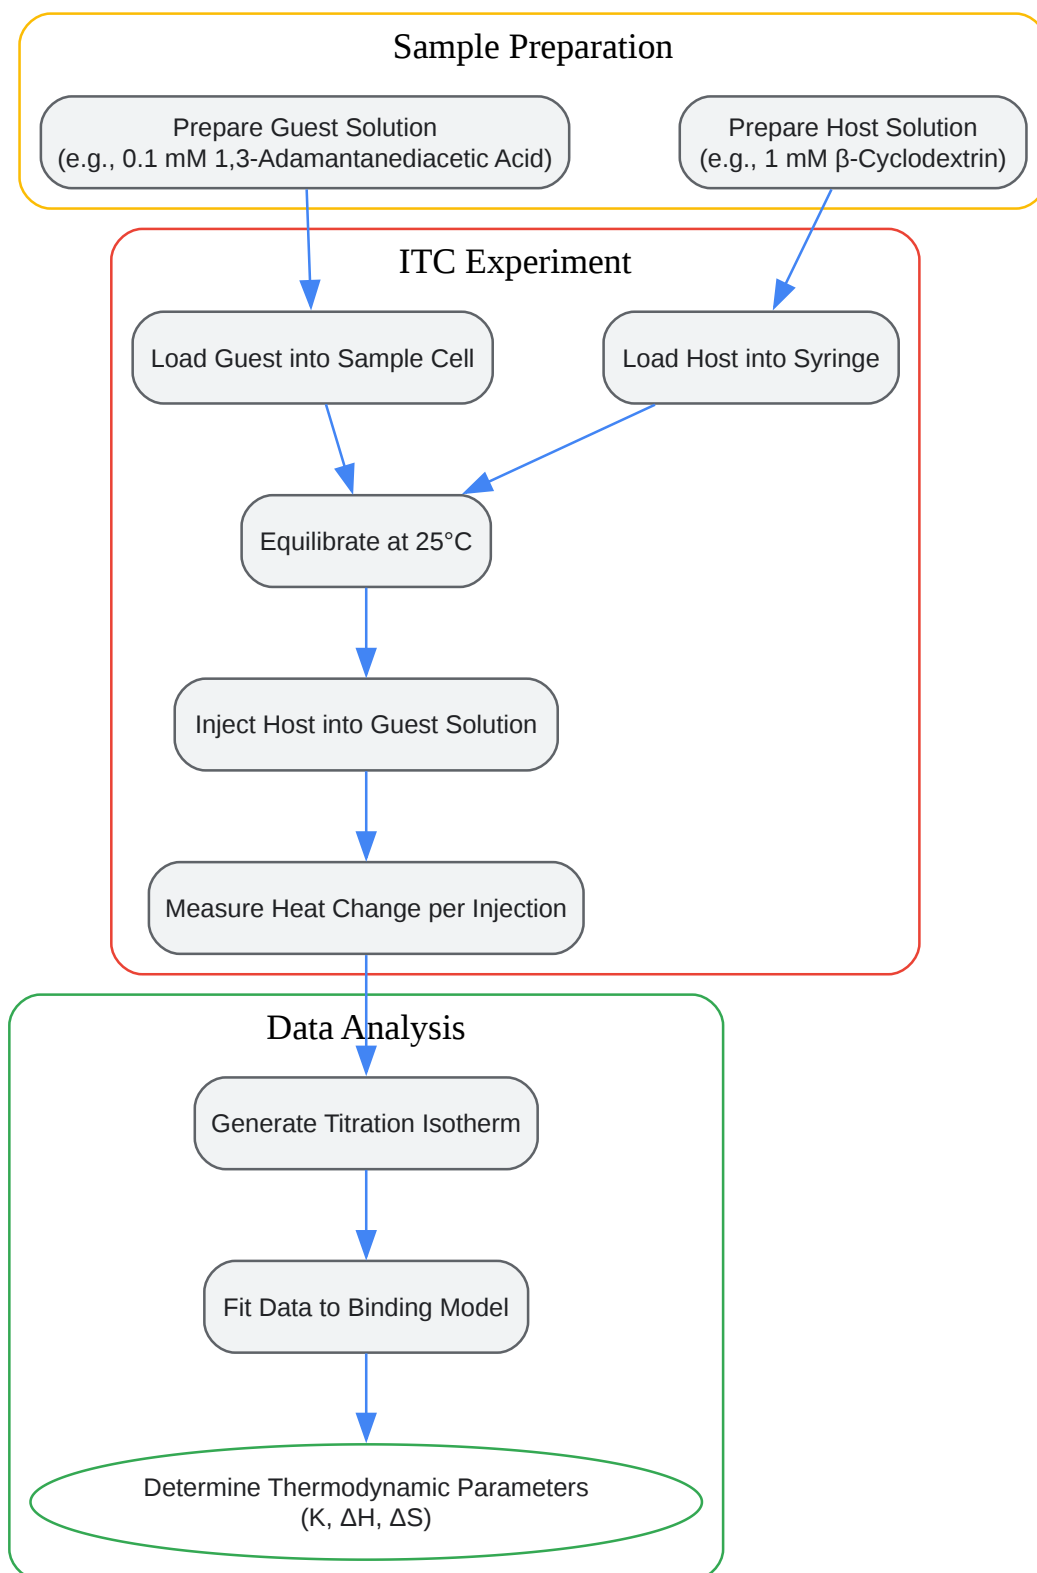 Sample Preparation
Prepare Guest Solution
(e.g., 0.1 mM 1,3-Adamantanediacetic Acid)
Prepare Host Solution
(e.g., 1 mM β-Cyclodextrin)
ITC Experiment
Load Guest into Sample Cell
Load Host into Syringe
Equilibrate at 25°C
Inject Host into Guest Solution
Measure Heat Change per Injection
Data Analysis
Generate Titration Isotherm
Fit Data to Binding Model
Determine Thermodynamic Parameters
(K, ΔH, ΔS)